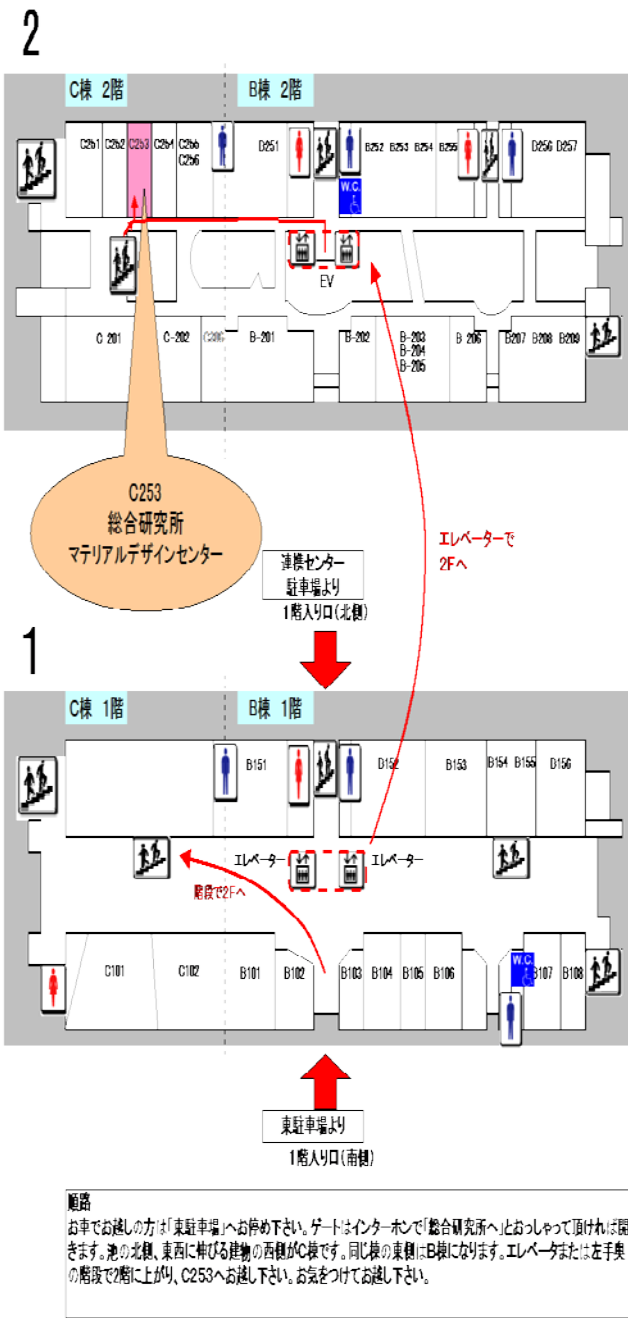 2
C棟 2階
B棟 2階
C251
C252
C253
C254
C255
C256
D251
B252
B253
B254
B255
D256
D257
W.C.
EV
C-201
C-202
C200
B-201
B-202
B-203
B-204
B-205
B-206
B207
B208
B209
C253
総合研究所
マテリアルデザインセンター
エレベーターで
2Fへ
連携センター
駐車場より
1階入り口(北側)
1
C棟 1階
B棟 1階
B151
D152
B153
B154
B155
D156
エレベーター
エレベーター
階段で2Fへ
C101
C102
B101
B102
B103
B104
B105
B106
W.C.
B107
B108
東駐車場より
1階入り口(南側)
順路
お車でお越しの方は「東駐車場」へお停め下さい。ゲートはインターホンで「総合研究所へ」とおっしゃって頂ければ開
きます。池の北側、東西に伸びる建物の西側がC棟です。同じ棟の東側はB棟になります。エレベータまたは左手奥
の階段で2階に上がり、C253へお越し下さい。お気をつけてお越し下さい。